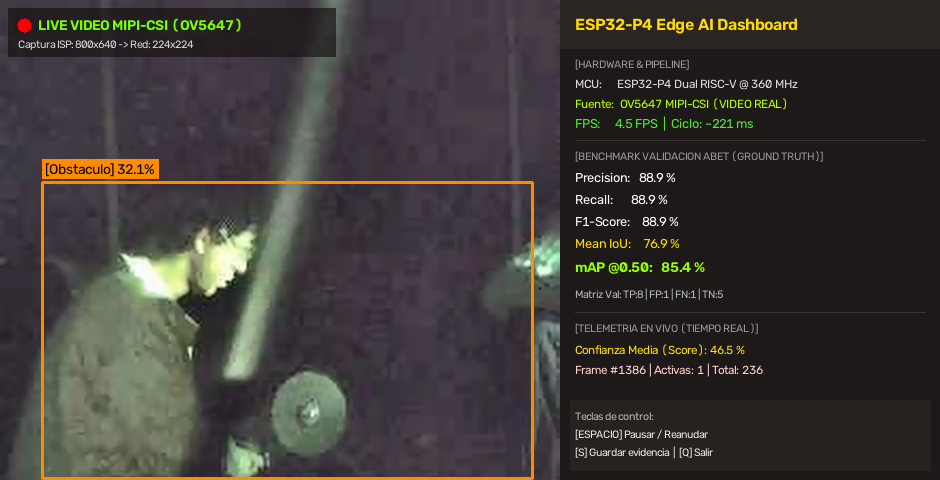 LIVE VIDEO MIPI-CSI (OV5647)
Captura ISP: 800x640 -> Red: 224x224
[Obstaculo] 32.1%
ESP32-P4 Edge AI Dashboard
[HARDWARE & PIPELINE]
MCU: ESP32-P4 Dual RISC-V @ 360 MHz
Fuente: OV5647 MIPI-CSI (VIDEO REAL)
FPS: 4.5 FPS | Ciclo: ~221 ms
[BENCHMARK VALIDACION ABET (GROUND TRUTH)]
Precision: 88.9 %
Recall: 88.9 %
F1-Score: 88.9 %
Mean IoU: 76.9 %
mAP @0.50: 85.4 %
Matriz Val: TP:8 | FP:1 | FN:1 | TN:5
[TELEMETRIA EN VIVO (TIEMPO REAL)]
Confianza Media (Score): 46.5 %
Frame #1386 | Activas: 1 | Total: 236
Teclas de control:
[ESPACIO] Pausar / Reanudar
[S] Guardar evidencia | [Q] Salir